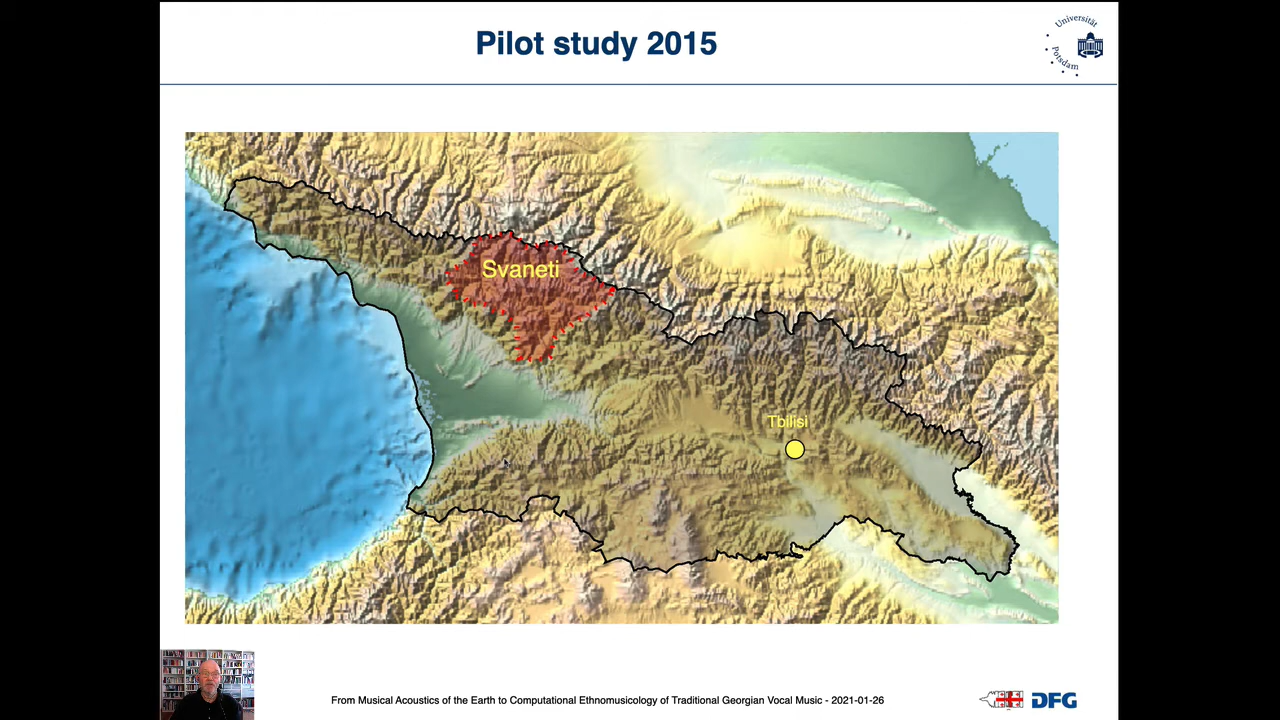 Pilot study 2015
Universität
Potsdam
Svaneti
Tbilisi
From Musical Acoustics of the Earth to Computational Ethnomusicology of Traditional Georgian Vocal Music - 2021-01-26
DFG